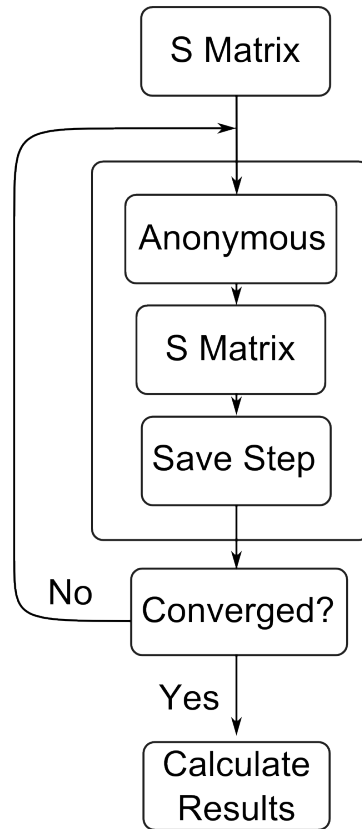 S Matrix
Anonymous
S Matrix
Save Step
Converged?
No
Yes
Calculate
Results